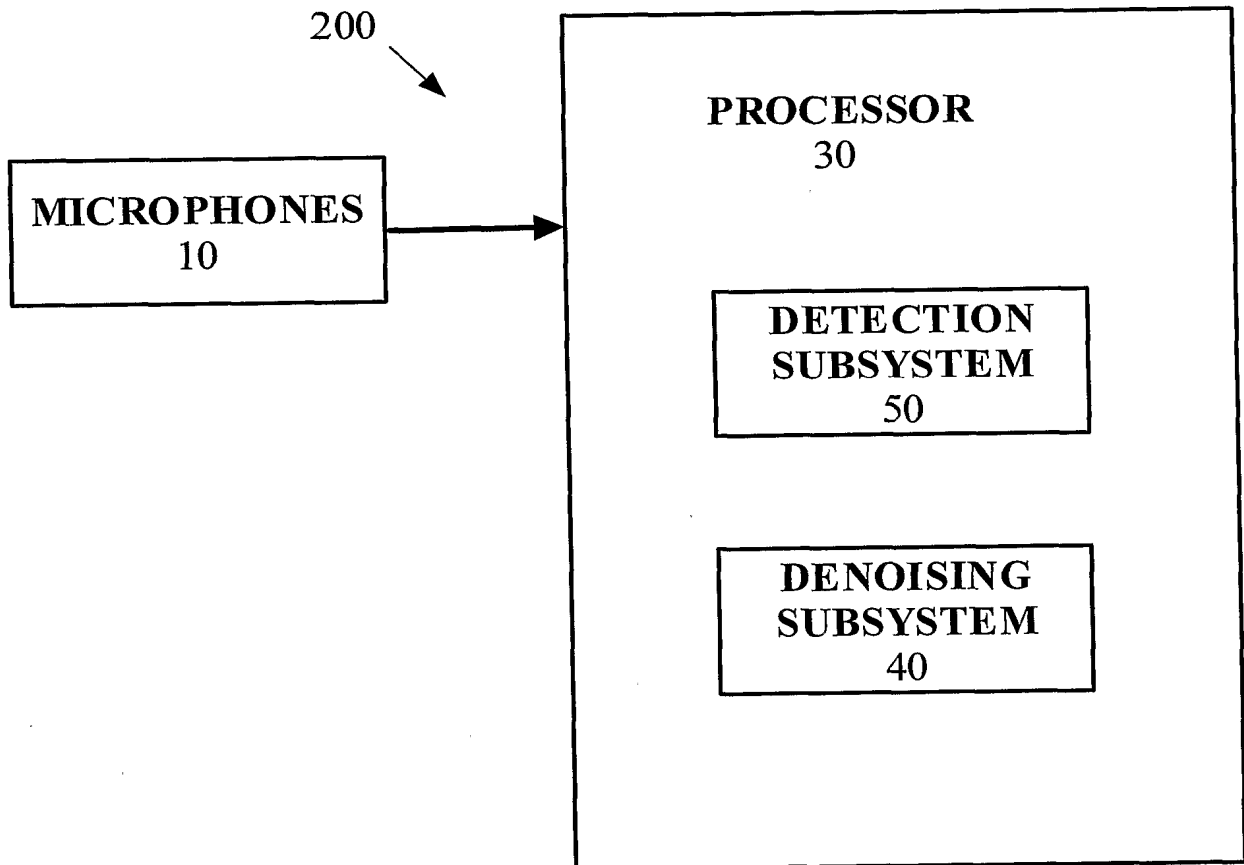 200
PROCESSOR
30
MICROPHONES
10
DETECTION
SUBSYSTEM
50
DENOISING
SUBSYSTEM
40